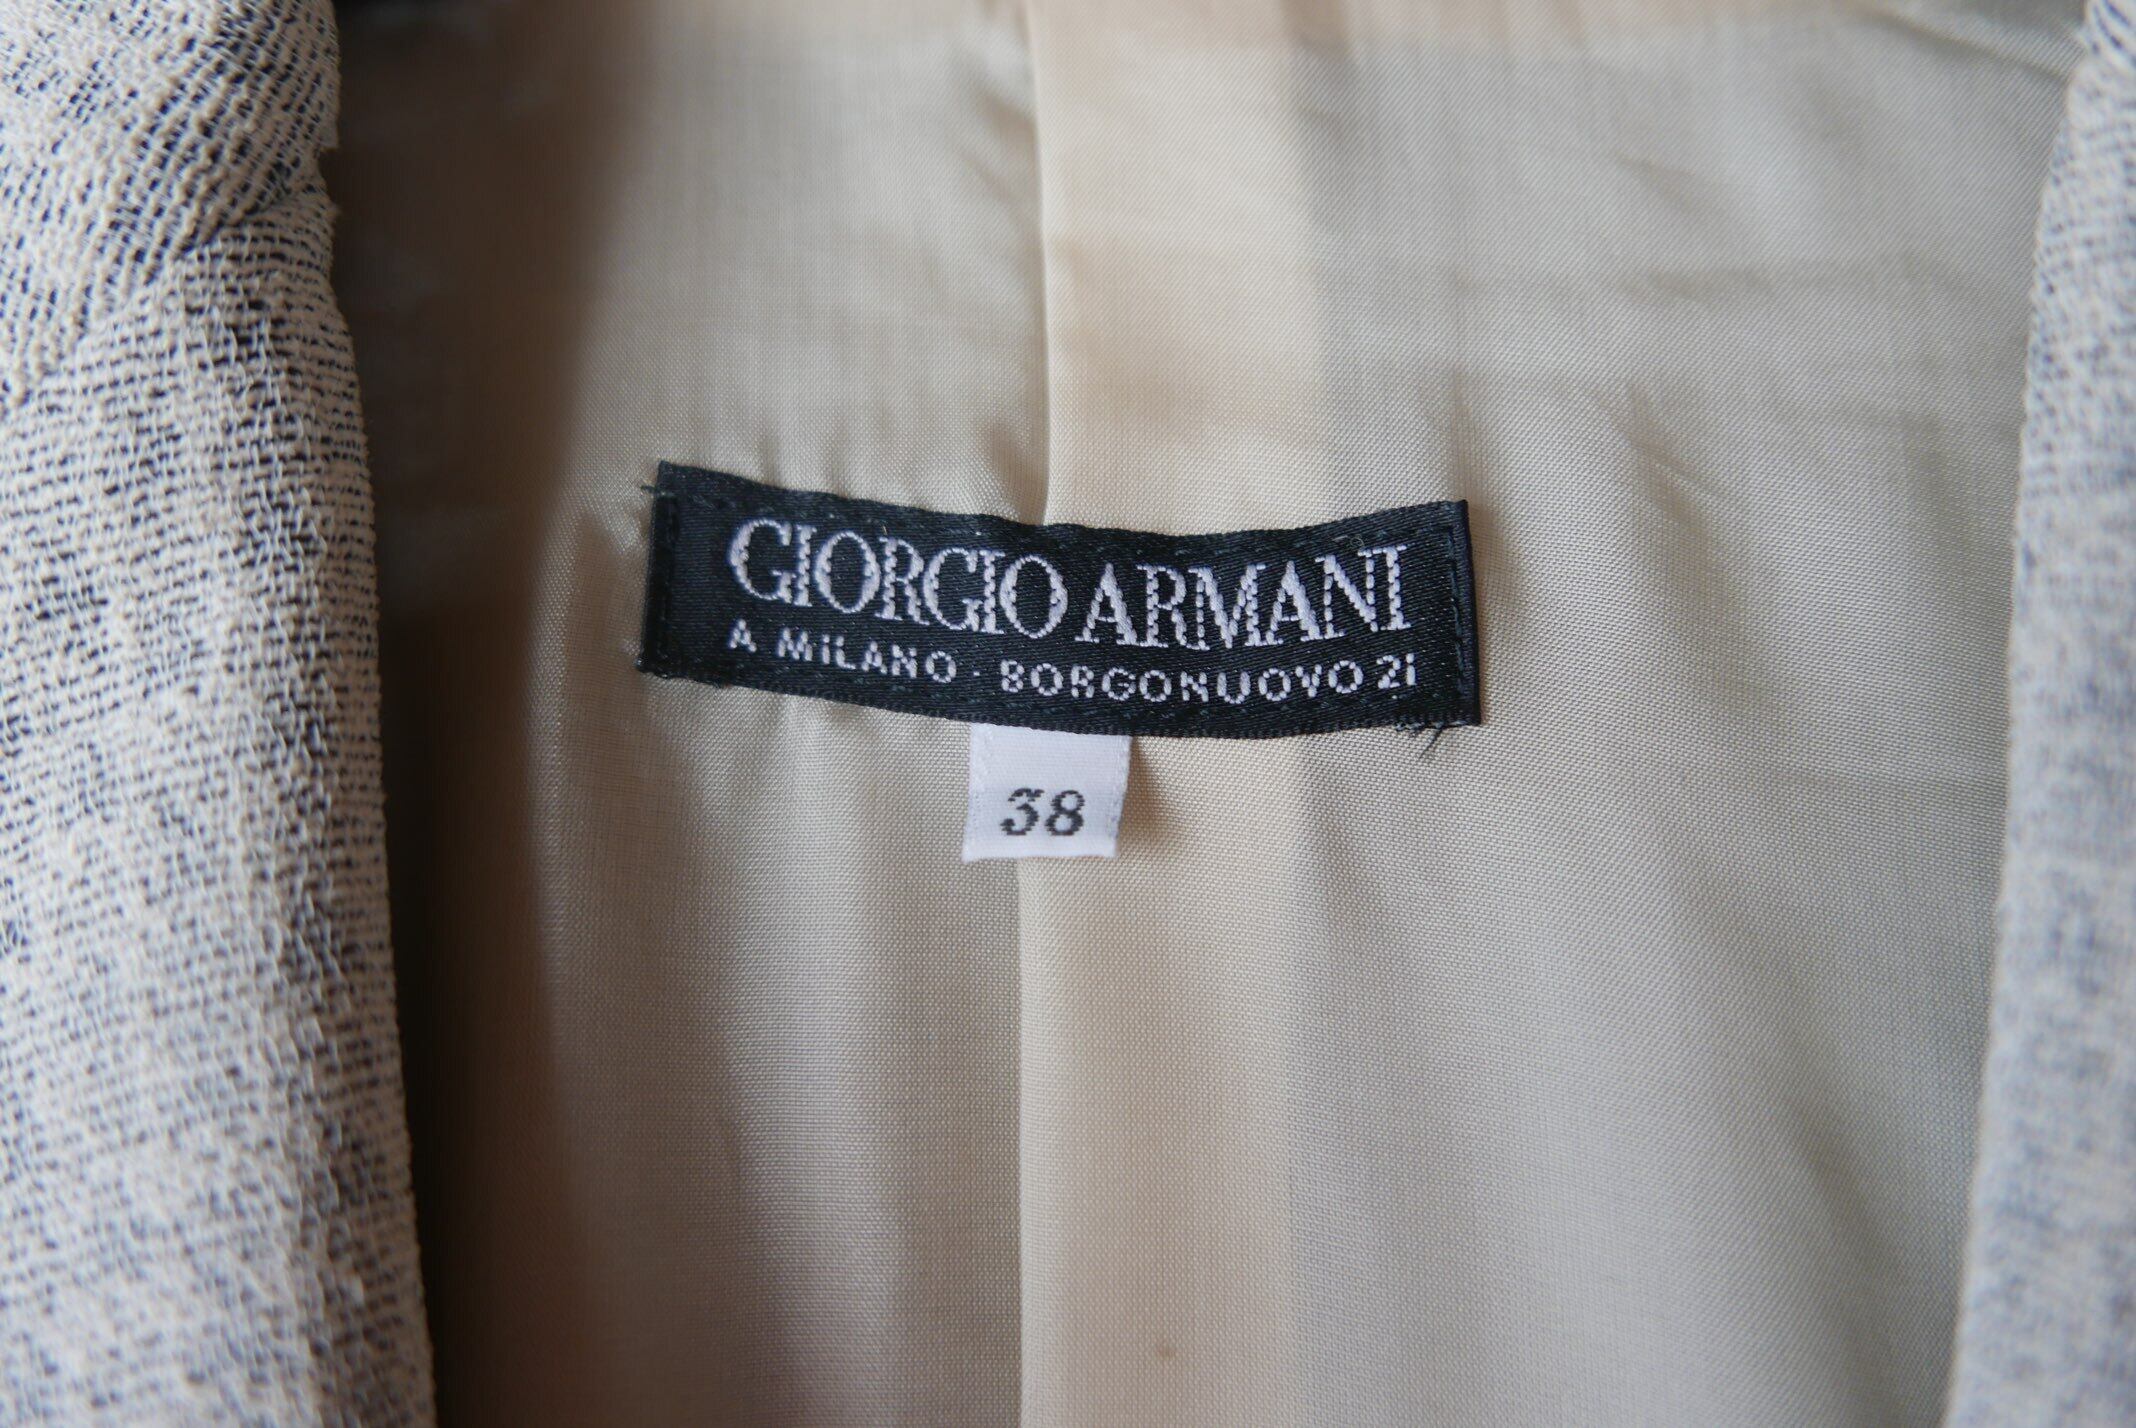 GIORGIO ARMANI
A MILANO · BORGONUOVO 21
38